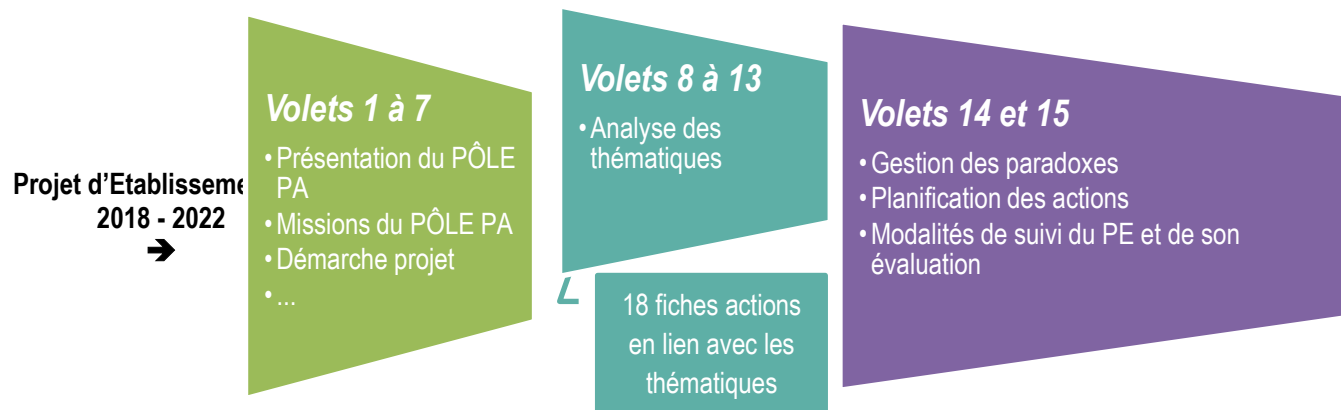 Projet d'Etablisseme
2018 - 2022
➔
Volets 1 à 7
• Présentation du PÔLE
PA
• Missions du PÔLE PA
• Démarche projet
• ...
Volets 8 à 13
• Analyse des
thématiques
18 fiches actions
en lien avec les
thématiques
Volets 14 et 15
• Gestion des paradoxes
• Planification des actions
• Modalités de suivi du PE et de son
évaluation